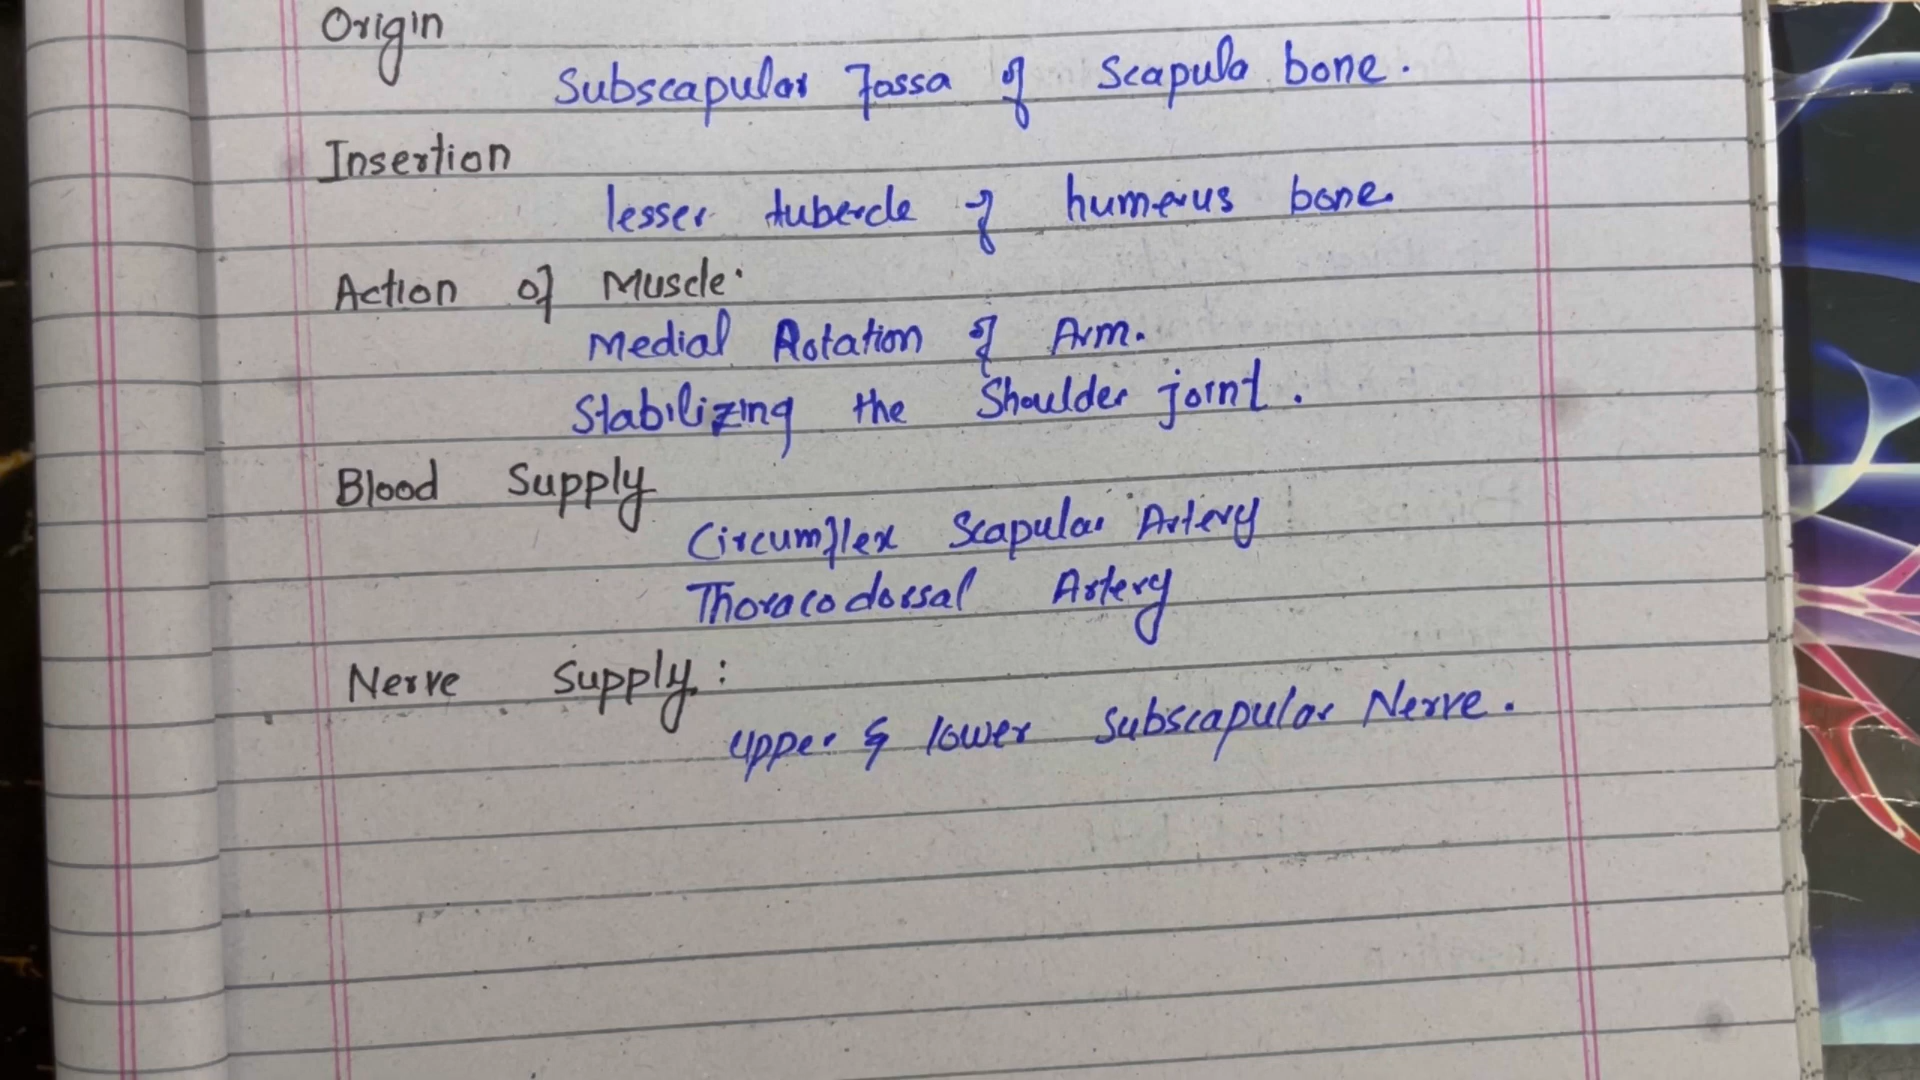 Origin
Subscapular Fossa of Scapula bone.
Insertion
lesser tubercle of humerus bone.
Action of Muscle.
Medial Rotation of Arm.
Stabilizing the Shoulder joint.
Blood Supply
Circumflex Scapular Artery
Thoracodorsal Artery
Nerve Supply:
Upper & lower Subscapular Nerve.